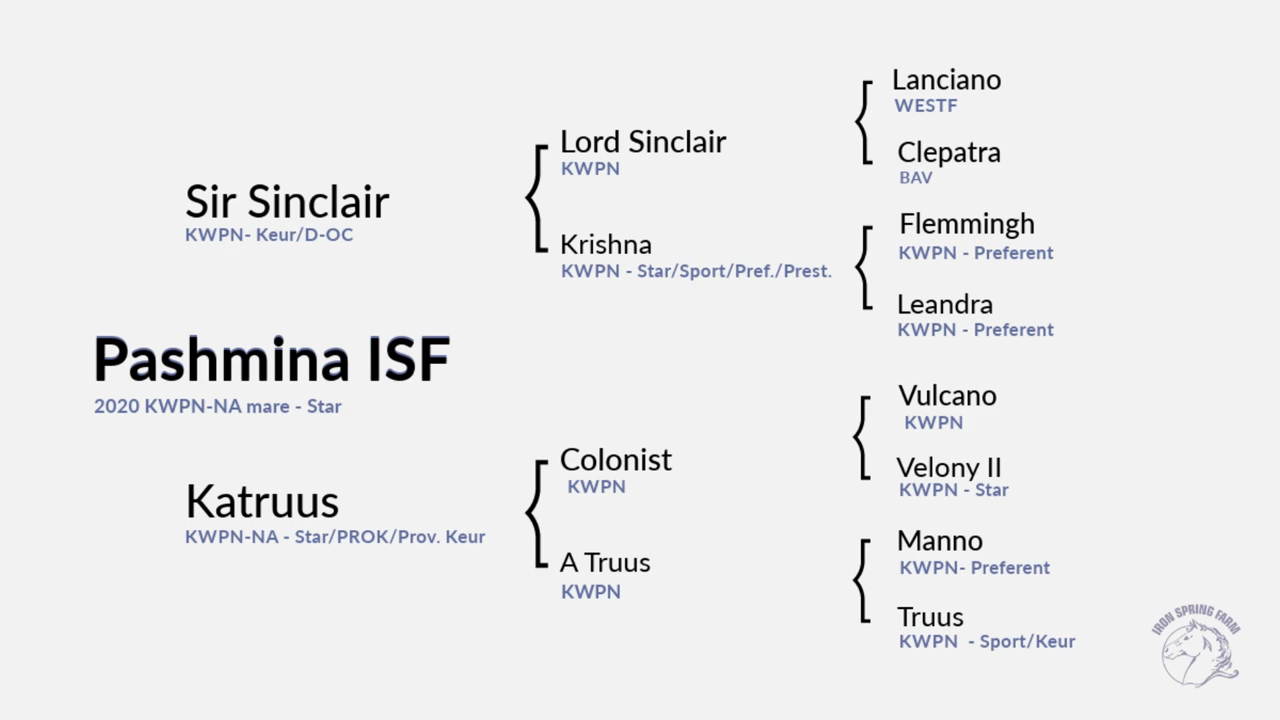 Lanciano
WESTF
Lord Sinclair
KWPN
Clepatra
BAV
Sir Sinclair
KWPN- Keur/D-OC
Flemmingh
KWPN - Preferent
Krishna
KWPN - Star/Sport/Pref./Prest.
Leandra
KWPN - Preferent
Pashmina ISF
2020 KWPN-NA mare - Star
Vulcano
KWPN
Colonist
KWPN
Velony II
KWPN - Star
Katruus
KWPN-NA - Star/PROK/Prov. Keur
Manno
KWPN- Preferent
A Truus
KWPN
Truus
KWPN  - Sport/Keur
IRON SPRING FARM